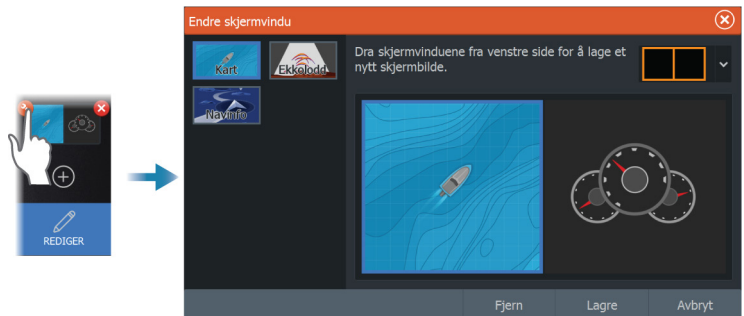 Endre skjermvindu
Kart
Ekkolodd
Navinfo
Dra skjermvinduene fra venstre side for å lage et
nytt skjermbilde.
REDIGER
Fjern
Lagre
Avbryt